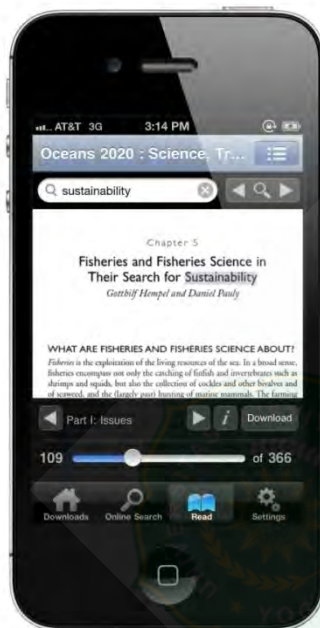 AT&T 3G 3:14 PM
Oceans 2020 : Science, Tr...
sustainability
Chapter 5
Fisheries and Fisheries Science in
Their Search for Sustainability
Gotthilf Hempel and Daniel Pauly
WHAT ARE FISHERIES AND FISHERIES SCIENCE ABOUT?
Fisheries is the exploitation of the living resources of the sea. In a broad sense,
fisheries encompass not only the catching of finfish and invertebrates such as
shrimps and squids, but also the collection of cockles and other bivalves and
of seaweed, and the (largely past) hunting of marine mammals. The farming
Part I: Issues
i
Download
109 of 366
Downloads Online Search Read Settings